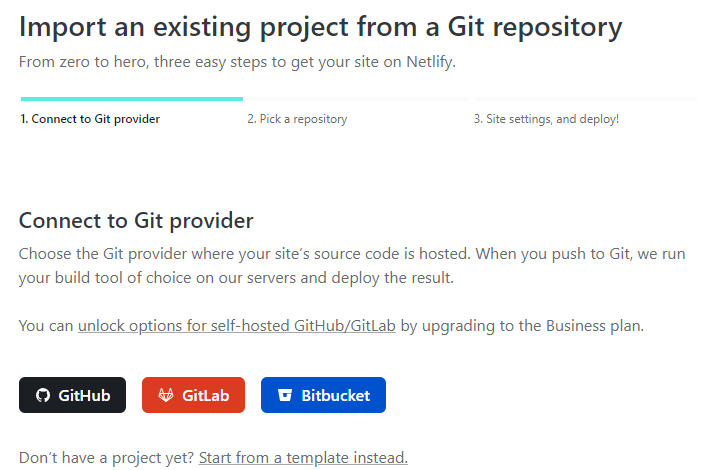 Import an existing project from a Git repository
From zero to hero, three easy steps to get your site on Netlify.
1. Connect to Git provider
2. Pick a repository
3. Site settings, and deploy!
Connect to Git provider
Choose the Git provider where your site’s source code is hosted. When you push to Git, we run
your build tool of choice on our servers and deploy the result.
You can unlock options for self-hosted GitHub/GitLab by upgrading to the Business plan.
GitHub
GitLab
Bitbucket
Don’t have a project yet? Start from a template instead.